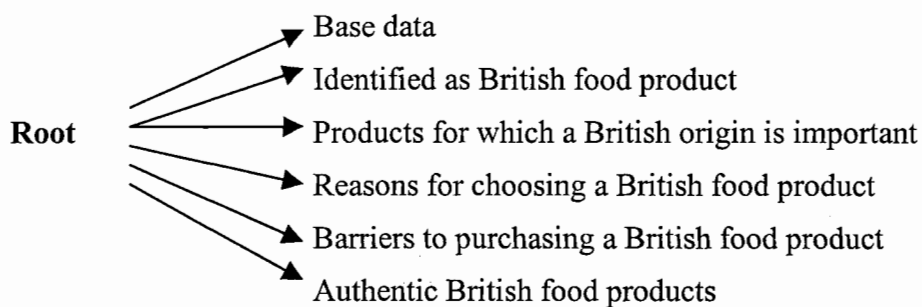 Base data
Identified as British food product
Root
Products for which a British origin is important
Reasons for choosing a British food product
Barriers to purchasing a British food product
Authentic British food products